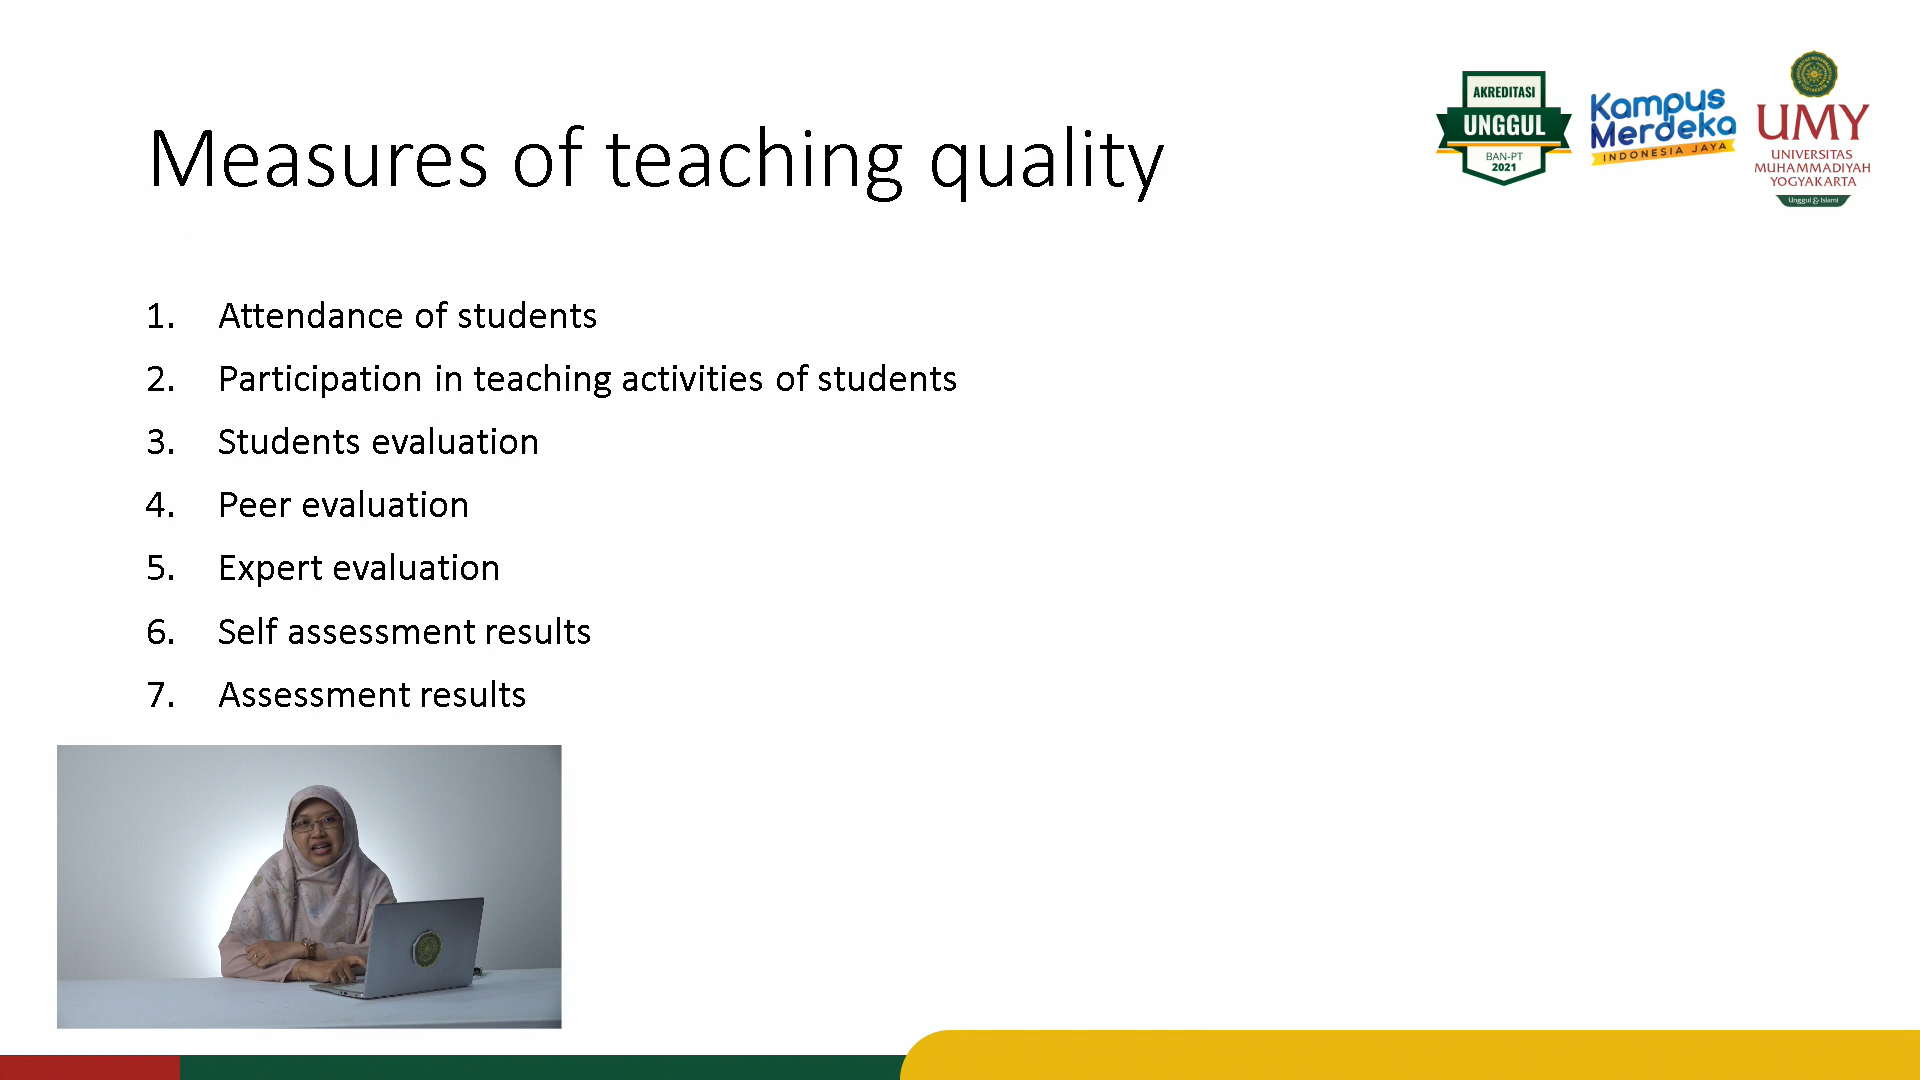 Measures of teaching quality
AKREDITASI
UNGGUL
BAN-PT
2021
Kampus
Merdeka
INDONESIA JAYA
UMY
UNIVERSITAS
MUHAMMADIYAH
YOGYAKARTA
Unggul & Islami
1. Attendance of students
2. Participation in teaching activities of students
3. Students evaluation
4. Peer evaluation
5. Expert evaluation
6. Self assessment results
7. Assessment results